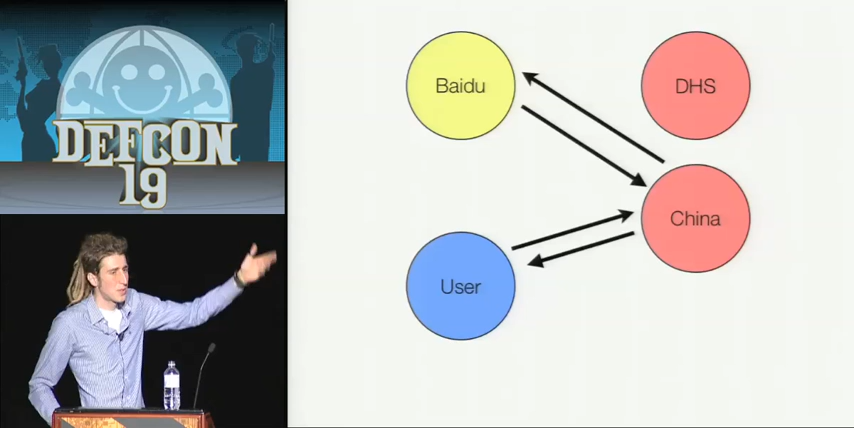 DEFCON
19
Baidu
DHS
China
User